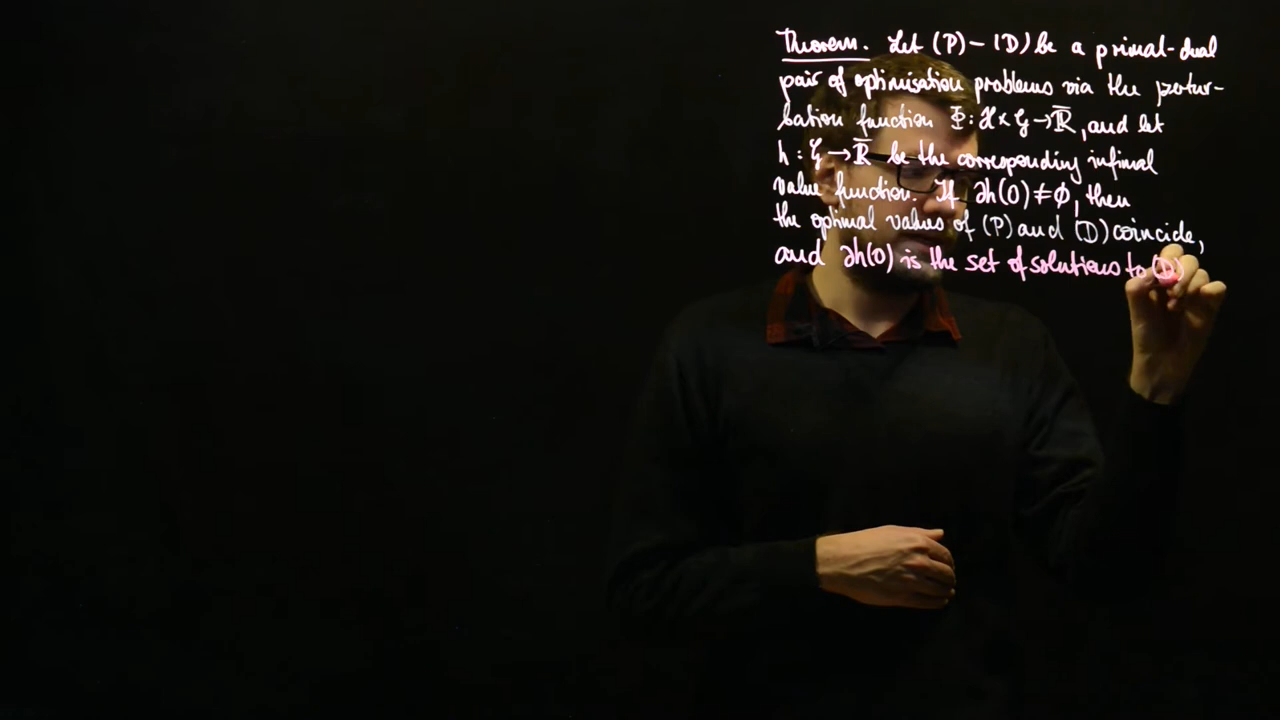 Theorem. Let (P)-(D) be a primal-dual
pair of optimisation problems via the pertur-
bation function Φ: ℋ×𝒢→ℝ̅, and let
h: 𝒢→ℝ̅ be the corresponding infimal
value function. If ∂h(0)≠∅, then
the optimal values of (P) and (D) coincide,
and ∂h(0) is the set of solutions to (D)